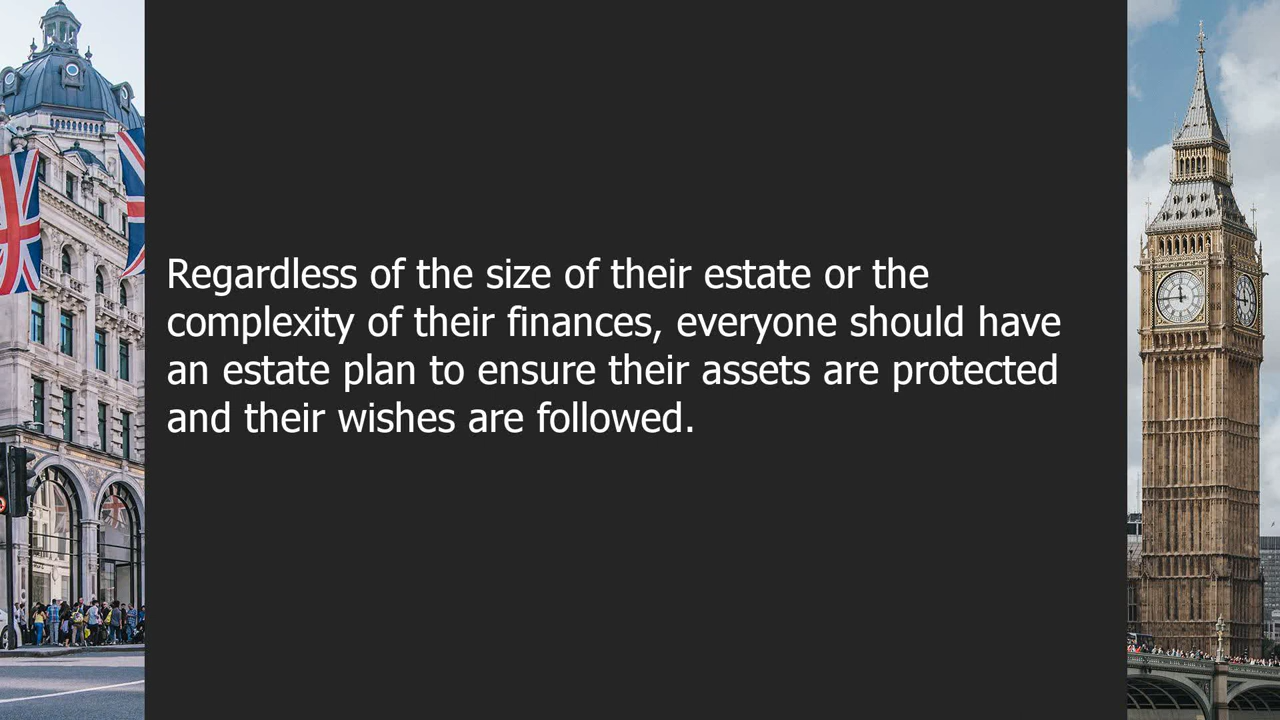 Regardless of the size of their estate or the
complexity of their finances, everyone should have
an estate plan to ensure their assets are protected
and their wishes are followed.